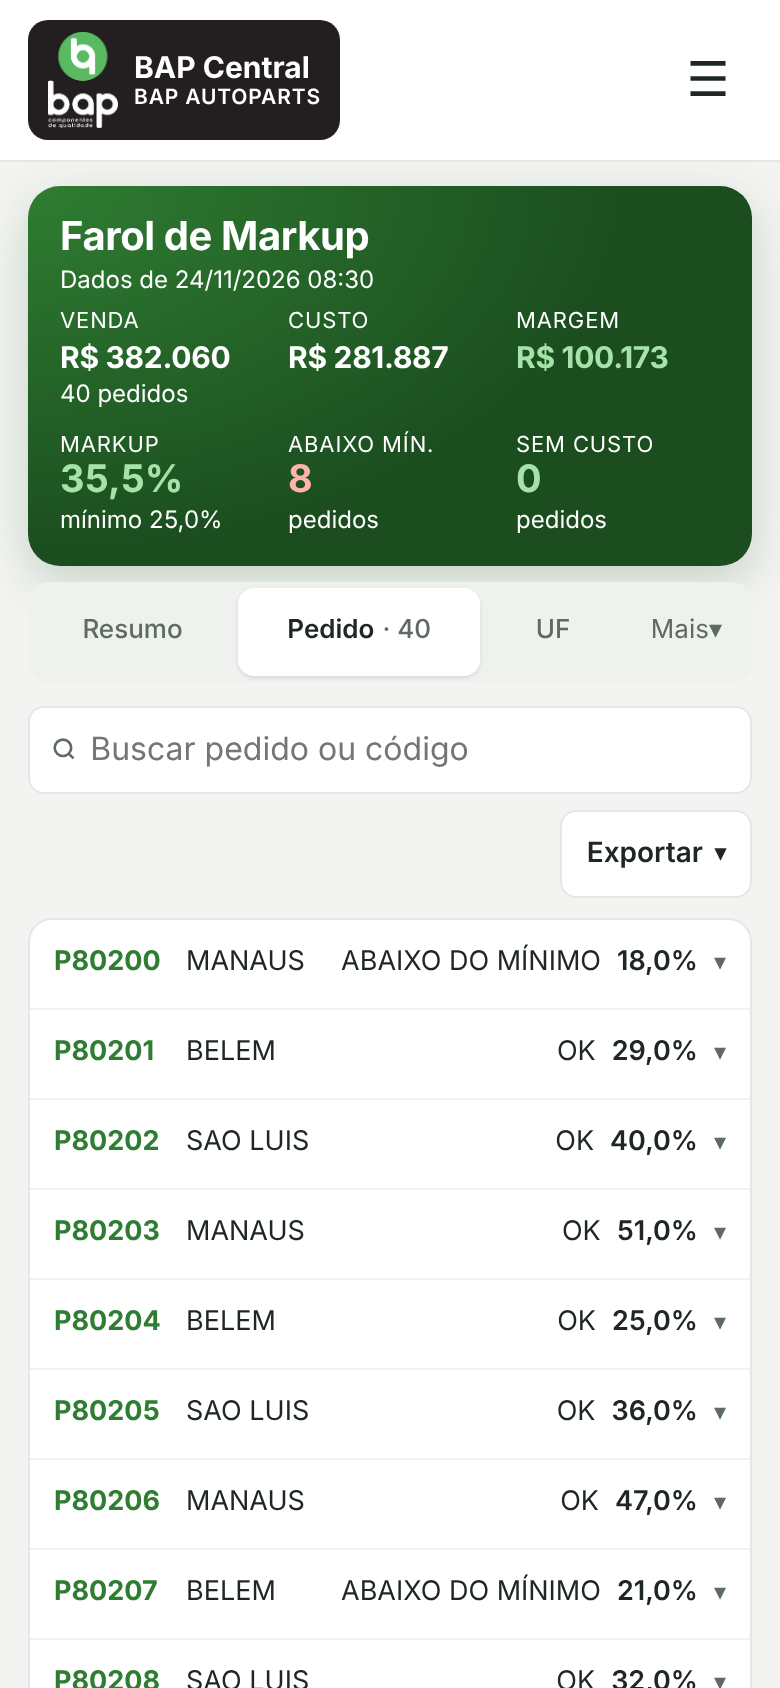 bap
componentes
de qualidade
BAP Central
BAP AUTOPARTS
Farol de Markup
Dados de 24/11/2026 08:30
VENDA CUSTO MARGEM
R$ 382.060 R$ 281.887 R$ 100.173
40 pedidos
MARKUP ABAIXO MÍN. SEM CUSTO
35,5% 8 0
mínimo 25,0% pedidos pedidos
Resumo Pedido · 40 UF Mais▾
Buscar pedido ou código
Exportar ▾
P80200 MANAUS ABAIXO DO MÍNIMO 18,0% ▾
P80201 BELEM OK 29,0% ▾
P80202 SAO LUIS OK 40,0% ▾
P80203 MANAUS OK 51,0% ▾
P80204 BELEM OK 25,0% ▾
P80205 SAO LUIS OK 36,0% ▾
P80206 MANAUS OK 47,0% ▾
P80207 BELEM ABAIXO DO MÍNIMO 21,0% ▾
P80208 SAO LUIS OK 32,0% ▾